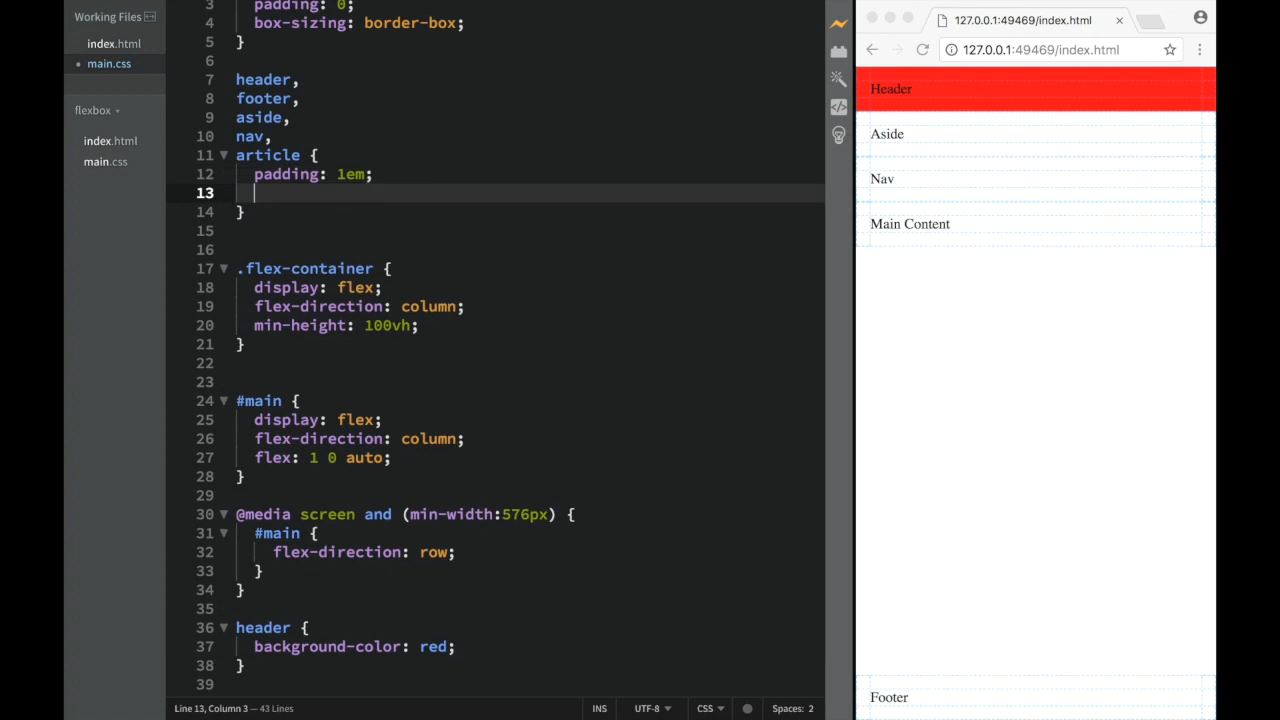 Working Files
index.html
main.css
flexbox
index.html
main.css
3 padding: 0;
4 box-sizing: border-box;
5 }
6
7 header,
8 footer,
9 aside,
10 nav,
11 article {
12 padding: 1em;
13
14 }
15
16
17 .flex-container {
18 display: flex;
19 flex-direction: column;
20 min-height: 100vh;
21 }
22
23
24 #main {
25 display: flex;
26 flex-direction: column;
27 flex: 1 0 auto;
28 }
29
30 @media screen and (min-width:576px) {
31 #main {
32 flex-direction: row;
33 }
34 }
35
36 header {
37 background-color: red;
38 }
39
Line 13, Column 3 — 43 Lines
INS
UTF-8
CSS
Spaces: 2
127.0.0.1:49469/index.html
127.0.0.1:49469/index.html
Header
Aside
Nav
Main Content
Footer